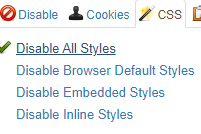 Disable Cookies CSS
Disable All Styles
Disable Browser Default Styles
Disable Embedded Styles
Disable Inline Styles